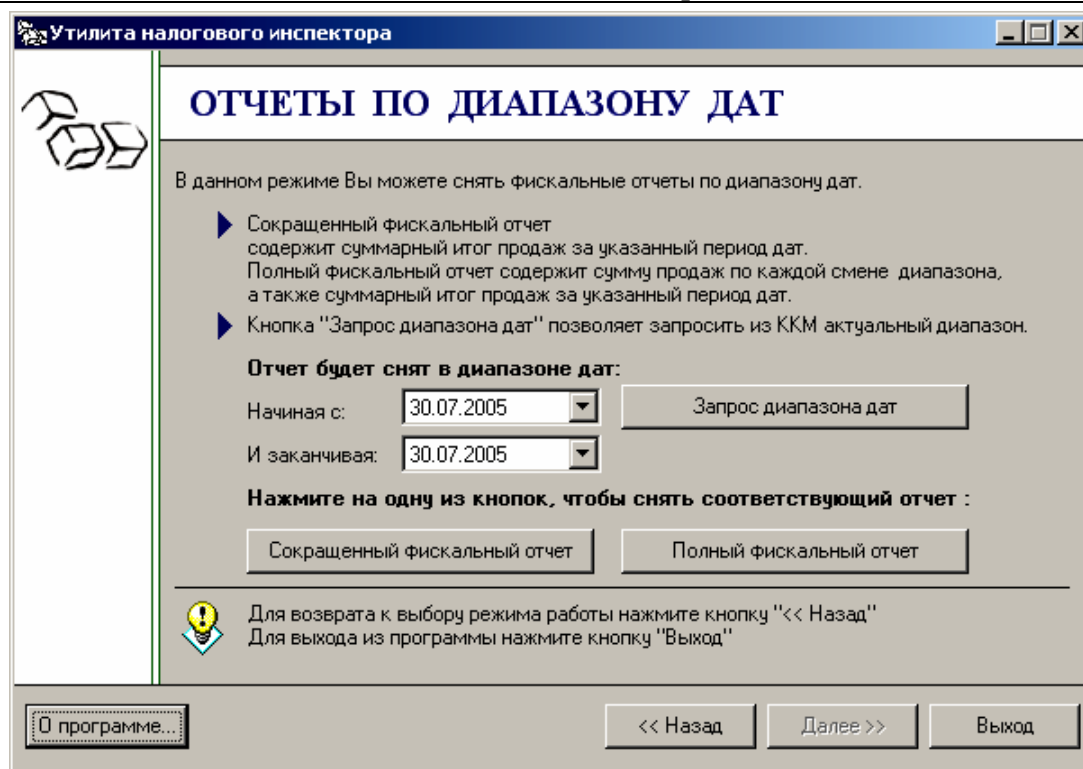 Утилита налогового инспектора
ОТЧЕТЫ ПО ДИАПАЗОНУ ДАТ
В данном режиме Вы можете снять фискальные отчеты по диапазону дат.
Сокращенный фискальный отчет
содержит суммарный итог продаж за указанный период дат.
Полный фискальный отчет содержит сумму продаж по каждой смене диапазона,
а также суммарный итог продаж за указанный период дат.
Кнопка "Запрос диапазона дат" позволяет запросить из ККМ актуальный диапазон.
Отчет будет снят в диапазоне дат:
Начиная с: 30.07.2005 Запрос диапазона дат
И заканчивая: 30.07.2005
Нажмите на одну из кнопок, чтобы снять соответствующий отчет :
Сокращенный фискальный отчет Полный фискальный отчет
Для возврата к выбору режима работы нажмите кнопку "<< Назад"
Для выхода из программы нажмите кнопку "Выход"
О программе... << Назад Далее >> Выход